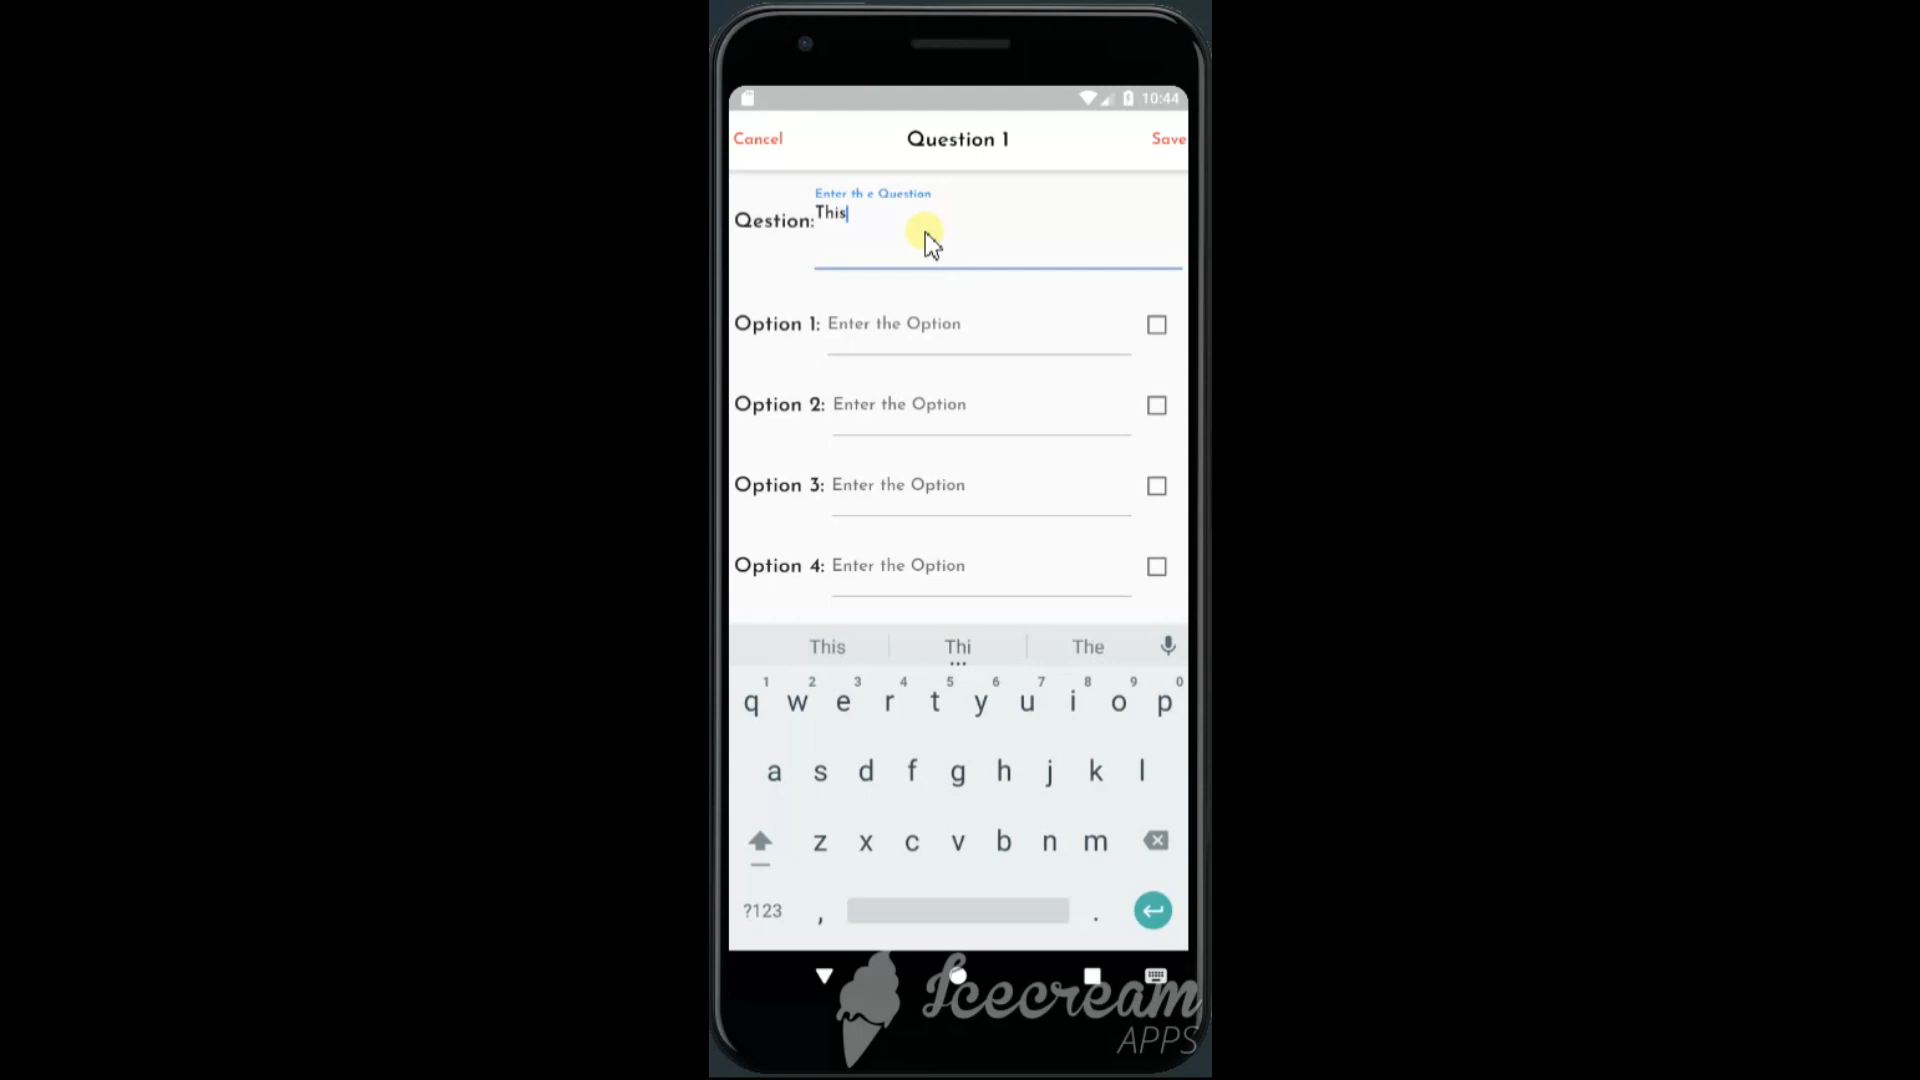 10:44
Cancel Question 1 Save
Enter th e Question
Qestion: This
Option 1: Enter the Option
Option 2: Enter the Option
Option 3: Enter the Option
Option 4: Enter the Option
This Thi The
1 2 3 4 5 6 7 8 9 0
q w e r t y u i o p
a s d f g h j k l
z x c v b n m
?123 , .
Icecream
APPS